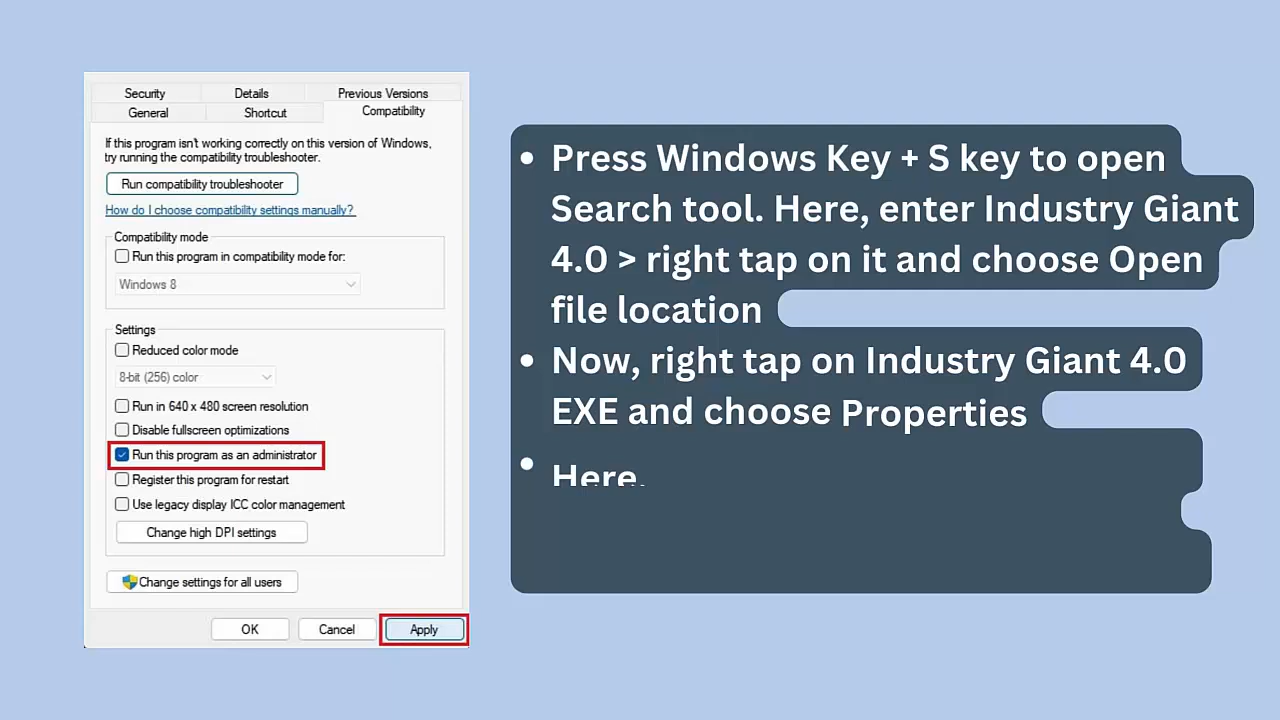 Security Details Previous Versions
General Shortcut Compatibility
If this program isn't working correctly on this version of Windows,
try running the compatibility troubleshooter.
Run compatibility troubleshooter
How do I choose compatibility settings manually?
Compatibility mode
Run this program in compatibility mode for:
Windows 8
Settings
Reduced color mode
8-bit (256) color
Run in 640 x 480 screen resolution
Disable fullscreen optimizations
Run this program as an administrator
Register this program for restart
Use legacy display ICC color management
Change high DPI settings
Change settings for all users
OK Cancel Apply
• Press Windows Key + S key to open
Search tool. Here, enter Industry Giant
4.0 > right tap on it and choose Open
file location
• Now, right tap on Industry Giant 4.0
EXE and choose Properties
• Here,